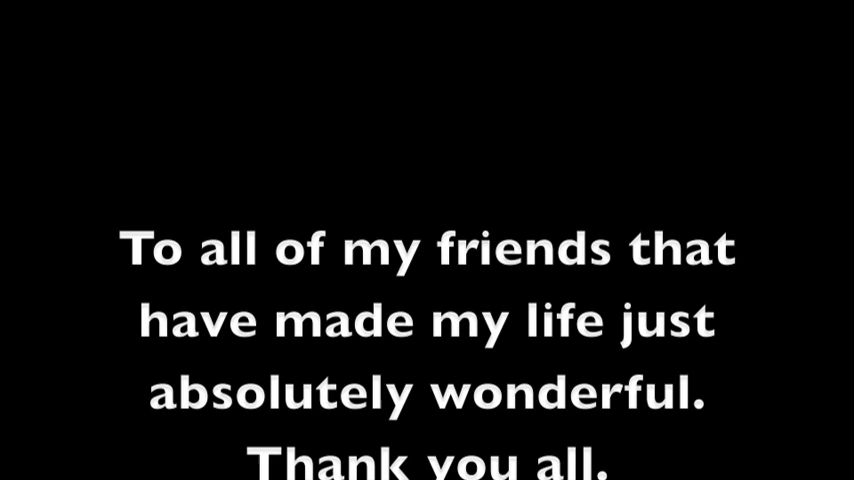 To all of my friends that
have made my life just
absolutely wonderful.
Thank you all.